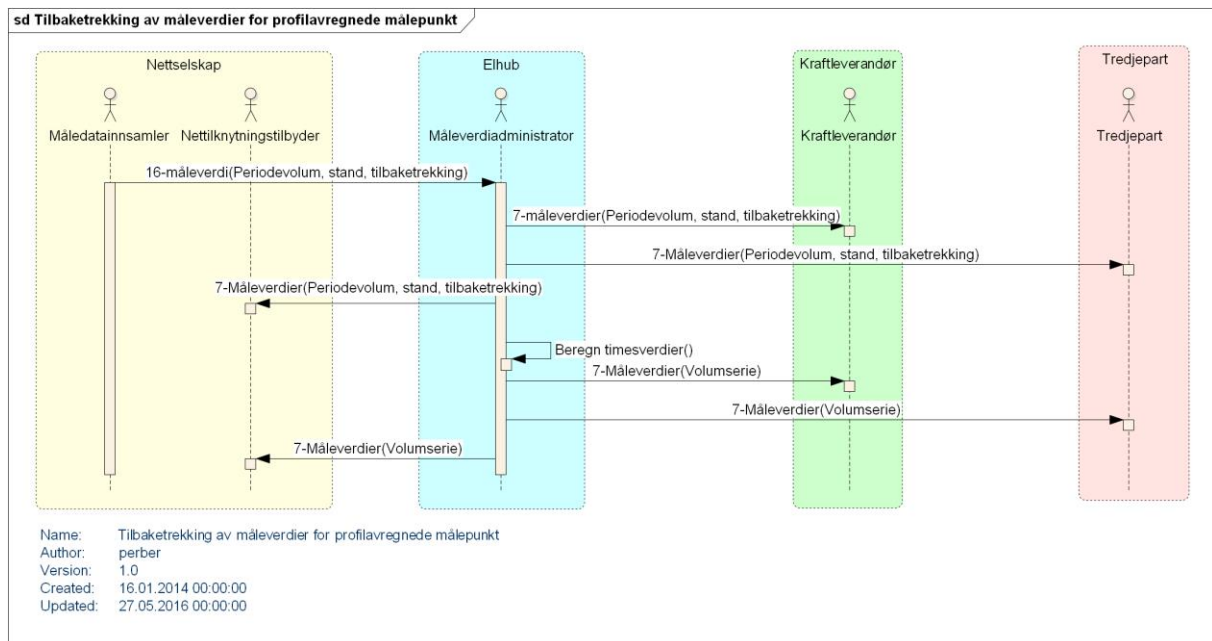 sd Tilbaketrekking av måleverdier for profilavregnede målepunkt
Nettselskap
Elhub
Kraftleverandør
Tredjepart
Måledatainnsamler
Nettilknytningstilbyder
Måleverdiadministrator
Kraftleverandør
Tredjepart
16-måleverdi(Periodevolum, stand, tilbaketrekking)
7-måleverdier(Periodevolum, stand, tilbaketrekking)
7-Måleverdier(Periodevolum, stand, tilbaketrekking)
7-Måleverdier(Periodevolum, stand, tilbaketrekking)
Beregn timesverdier()
7-Måleverdier(Volumserie)
7-Måleverdier(Volumserie)
7-Måleverdier(Volumserie)
Name: Tilbaketrekking av måleverdier for profilavregnede målepunkt
Author: perber
Version: 1.0
Created: 16.01.2014 00:00:00
Updated: 27.05.2016 00:00:00